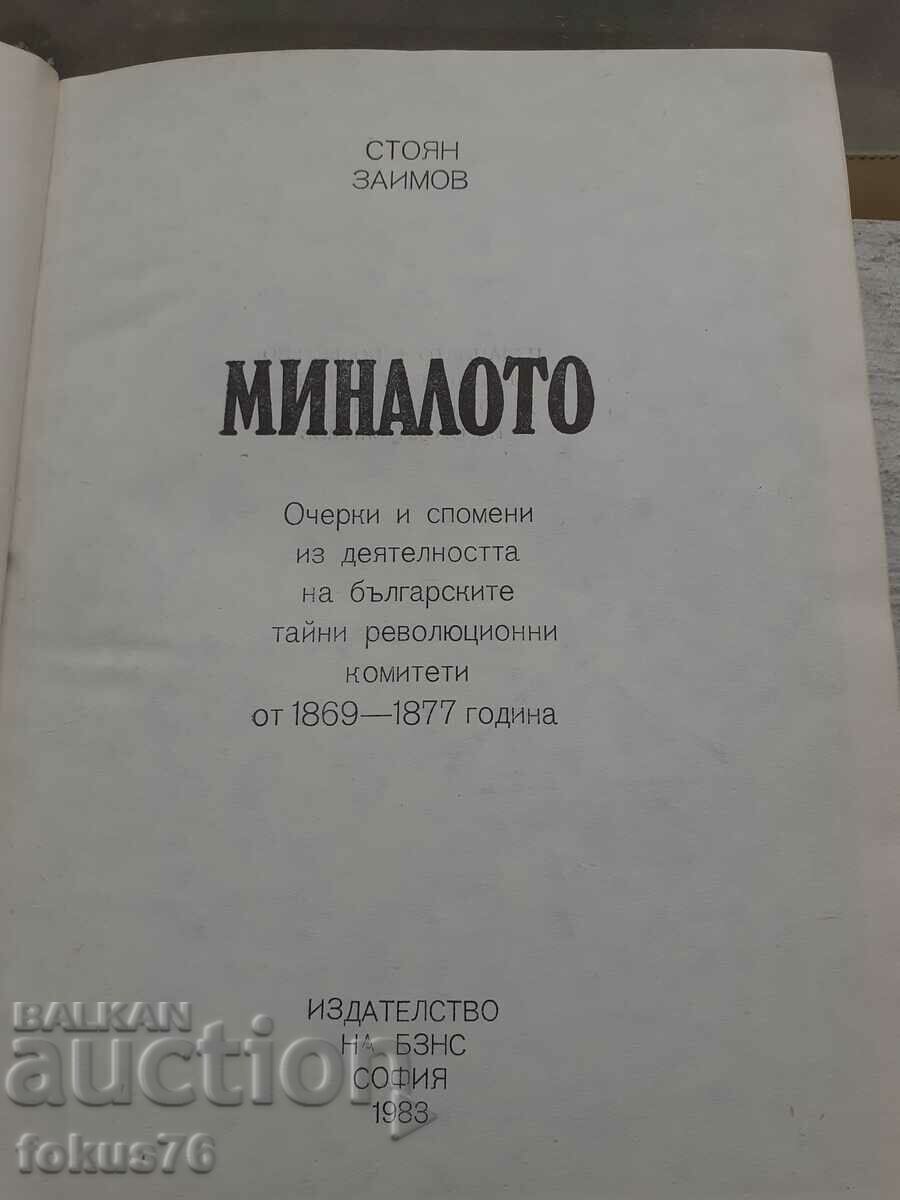 СТОЯН
ЗАИМОВ
МИНАЛОТО
Очерки и спомени
из деятелността
на българските
тайни революционни
комитети
от 1869—1877 година
ИЗДАТЕЛСТВО
НА БЗНС
СОФИЯ
1983
BALKAN
auction
fokus76